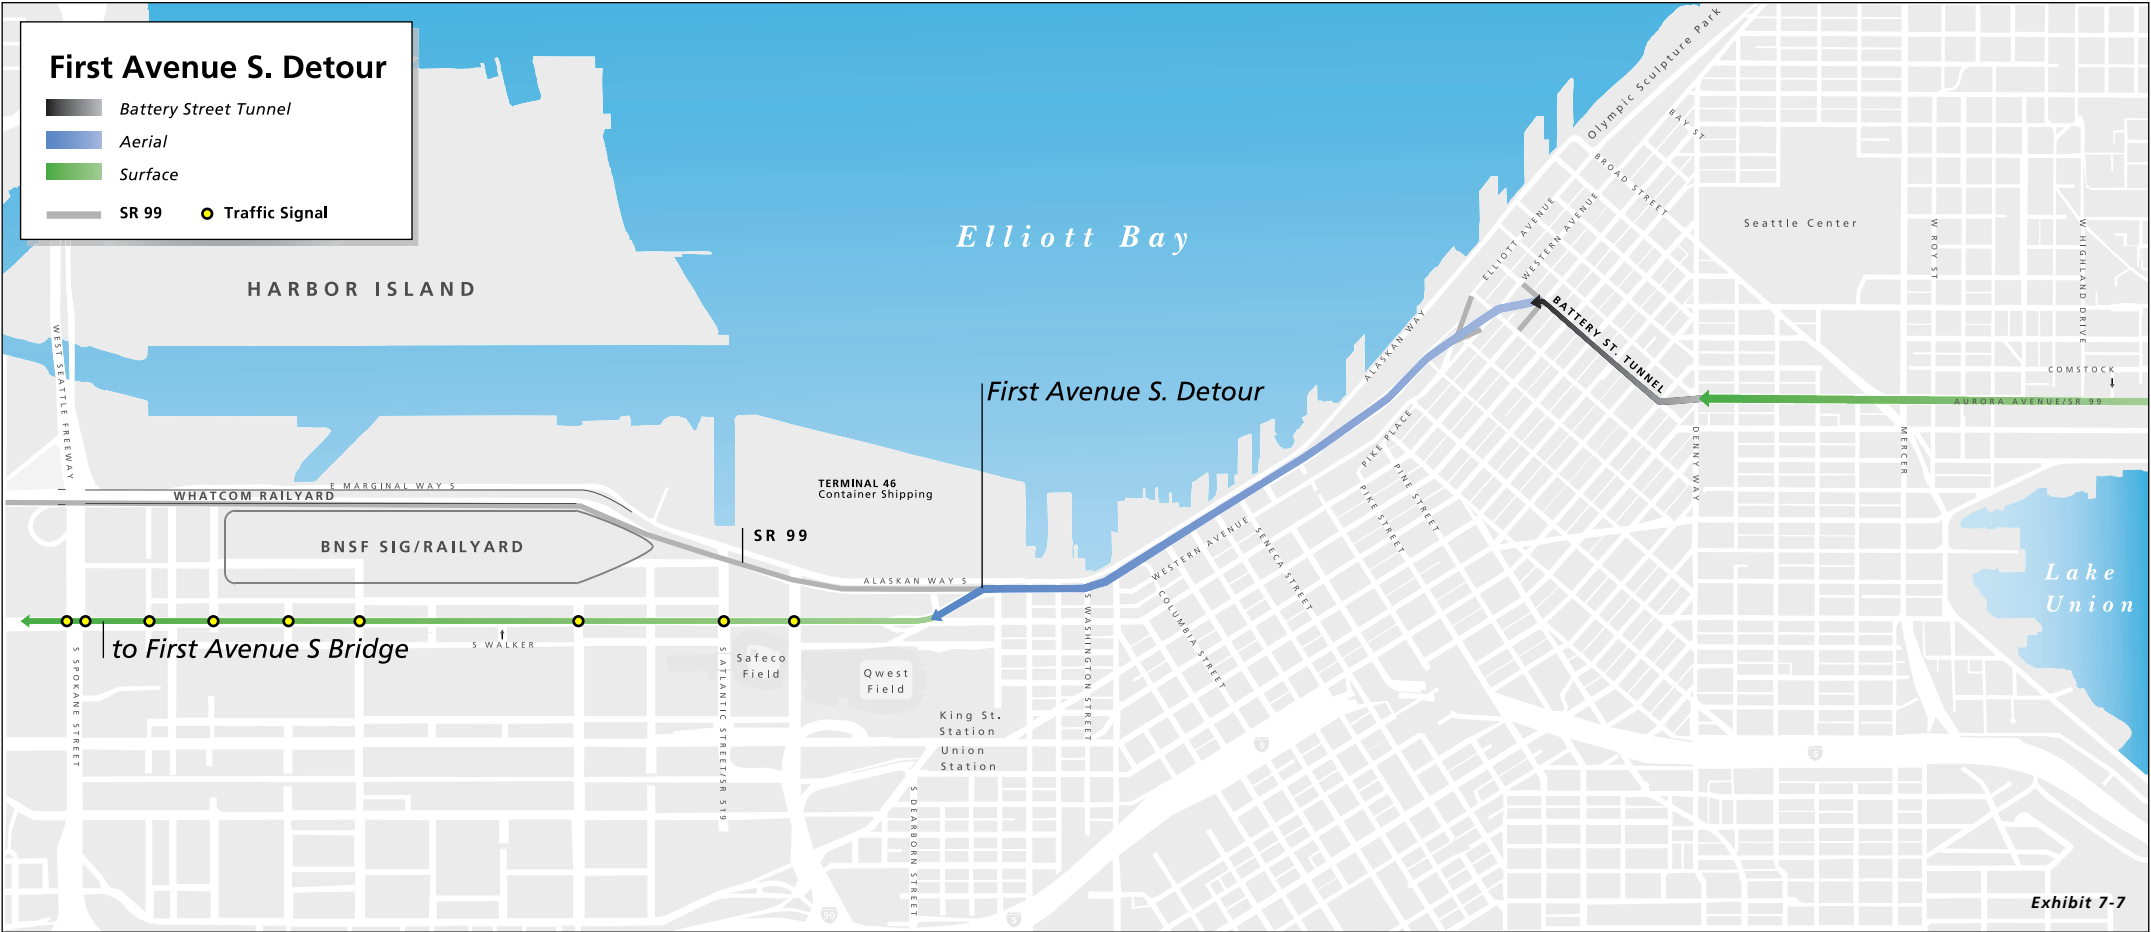 First Avenue S. Detour
Battery Street Tunnel
Aerial
Surface
SR 99
Traffic Signal
HARBOR ISLAND
Elliott Bay
Olympic Sculpture Park
BAY ST
BROAD STREET
ELLIOTT AVENUE
WESTERN AVENUE
Seattle Center
W ROY ST
W HIGHLAND DRIVE
COMSTOCK
BATTERY ST. TUNNEL
AURORA AVENUE/SR 99
ALASKAN WAY
WEST SEATTLE FREEWAY
First Avenue S. Detour
PIKE PLACE
PINE STREET
PIKE STREET
DENNY WAY
MERCER
E MARGINAL WAY S
WHATCOM RAILYARD
TERMINAL 46
Container Shipping
BNSF SIG/RAILYARD
SR 99
ALASKAN WAY S
WESTERN AVENUE
SENECA STREET
COLUMBIA STREET
S WASHINGTON STREET
Lake
Union
to First Avenue S Bridge
S WALKER
S SPOKANE STREET
S ATLANTIC STREET/SR 519
Safeco
Field
Qwest
Field
King St.
Station
Union
Station
S DEARBORN STREET
5
5
5
90
Exhibit 7-7